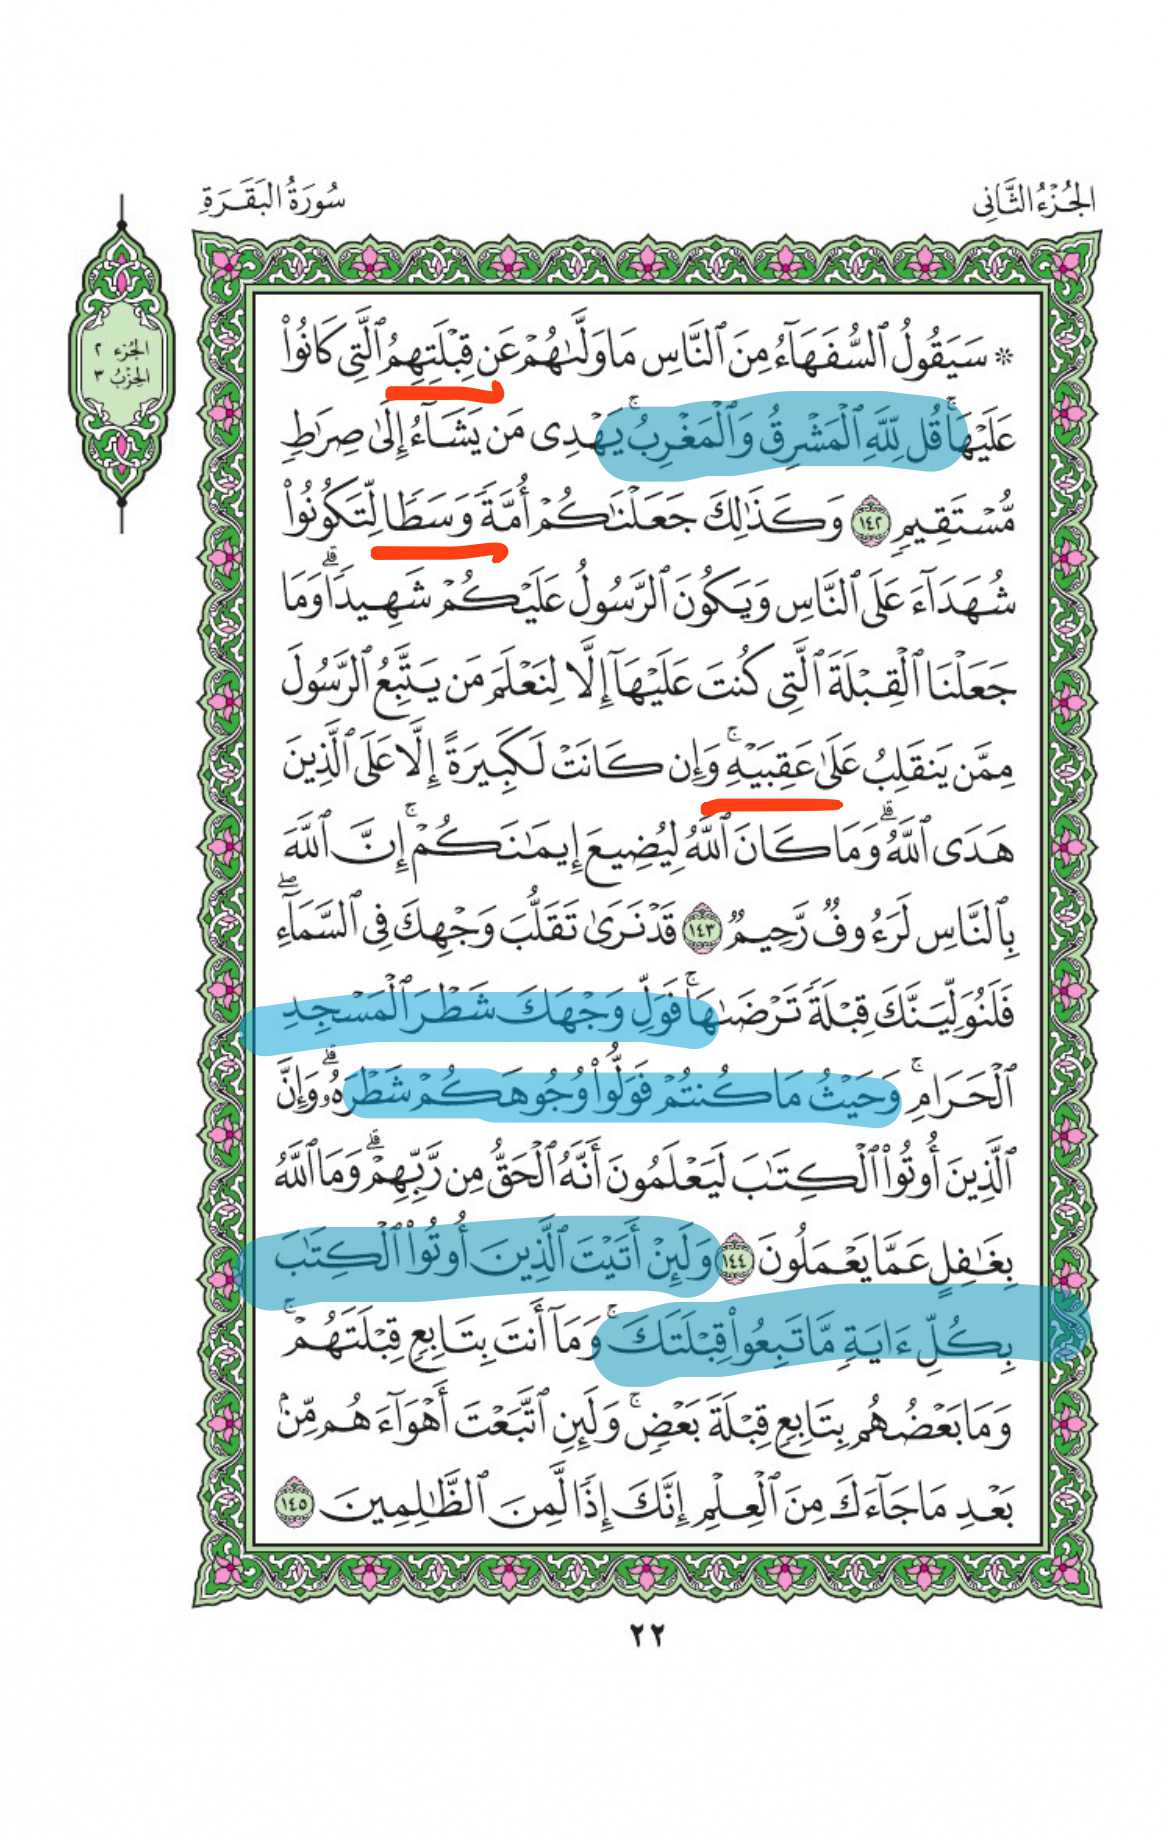 الجُزْءُ الثَّانِي
سُورَةُ البَقَرَةِ
الجُزء ٢
الحِزْبُ ٣
* سَيَقُولُ ٱلسُّفَهَآءُ مِنَ ٱلنَّاسِ مَا وَلَّىٰهُمْ عَن قِبْلَتِهِمُ ٱلَّتِي كَانُوا۟
عَلَيْهَا ۚ قُل لِّلَّهِ ٱلْمَشْرِقُ وَٱلْمَغْرِبُ ۚ يَهْدِى مَن يَشَآءُ إِلَىٰ صِرَٰطٍ
مُّسْتَقِيمٍ ١٤٢ وَكَذَٰلِكَ جَعَلْنَٰكُمْ أُمَّةً وَسَطًا لِّتَكُونُوا۟
شُهَدَآءَ عَلَى ٱلنَّاسِ وَيَكُونَ ٱلرَّسُولُ عَلَيْكُمْ شَهِيدًا ۗ وَمَا
جَعَلْنَا ٱلْقِبْلَةَ ٱلَّتِي كُنتَ عَلَيْهَآ إِلَّا لِنَعْلَمَ مَن يَتَّبِعُ ٱلرَّسُولَ
مِمَّن يَنقَلِبُ عَلَىٰ عَقِبَيْهِ ۚ وَإِن كَانَتْ لَكَبِيرَةً إِلَّا عَلَى ٱلَّذِينَ
هَدَى ٱللَّهُ ۗ وَمَا كَانَ ٱللَّهُ لِيُضِيعَ إِيمَٰنَكُمْ ۚ إِنَّ ٱللَّهَ
بِٱلنَّاسِ لَرَءُوفٌ رَّحِيمٌ ١٤٣ قَدْ نَرَىٰ تَقَلُّبَ وَجْهِكَ فِي ٱلسَّمَآءِ ۖ
فَلَنُوَلِّيَنَّكَ قِبْلَةً تَرْضَىٰهَا ۚ فَوَلِّ وَجْهَكَ شَطْرَ ٱلْمَسْجِدِ
ٱلْحَرَامِ ۚ وَحَيْثُ مَا كُنتُمْ فَوَلُّوا۟ وُجُوهَكُمْ شَطْرَهُۥ ۗ وَإِنَّ
ٱلَّذِينَ أُوتُوا۟ ٱلْكِتَٰبَ لَيَعْلَمُونَ أَنَّهُ ٱلْحَقُّ مِن رَّبِّهِمْ ۗ وَمَا ٱللَّهُ
بِغَٰفِلٍ عَمَّا يَعْمَلُونَ ١٤٤ وَلَئِنْ أَتَيْتَ ٱلَّذِينَ أُوتُوا۟ ٱلْكِتَٰبَ
بِكُلِّ ءَايَةٍ مَّا تَبِعُوا۟ قِبْلَتَكَ ۚ وَمَآ أَنتَ بِتَابِعٍ قِبْلَتَهُمْ ۚ
وَمَا بَعْضُهُم بِتَابِعٍ قِبْلَةَ بَعْضٍ ۚ وَلَئِنِ ٱتَّبَعْتَ أَهْوَآءَهُم مِّنۢ
بَعْدِ مَا جَآءَكَ مِنَ ٱلْعِلْمِ إِنَّكَ إِذًا لَّمِنَ ٱلظَّٰلِمِينَ ١٤٥
٢٢